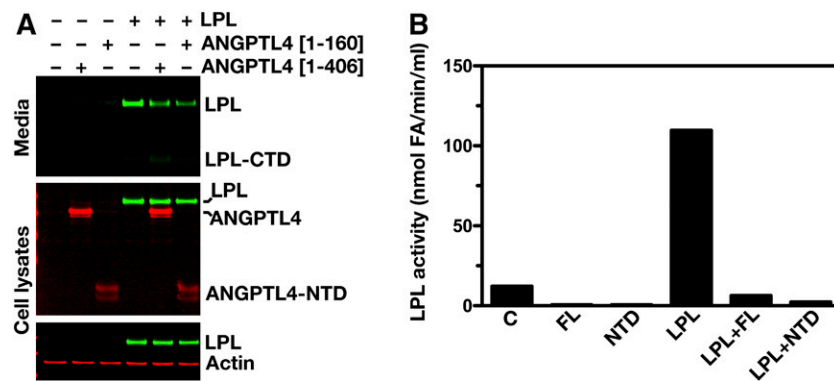 A
– – – + + + LPL
– – + – – + ANGPTL4 [1-160]
– + – – + – ANGPTL4 [1-406]
Media
LPL
LPL-CTD
Cell lysates
LPL
ANGPTL4
ANGPTL4-NTD
LPL
Actin
B
LPL activity (nmol FA/min/ml)
150
100
50
0
C FL NTD LPL LPL+FL LPL+NTD